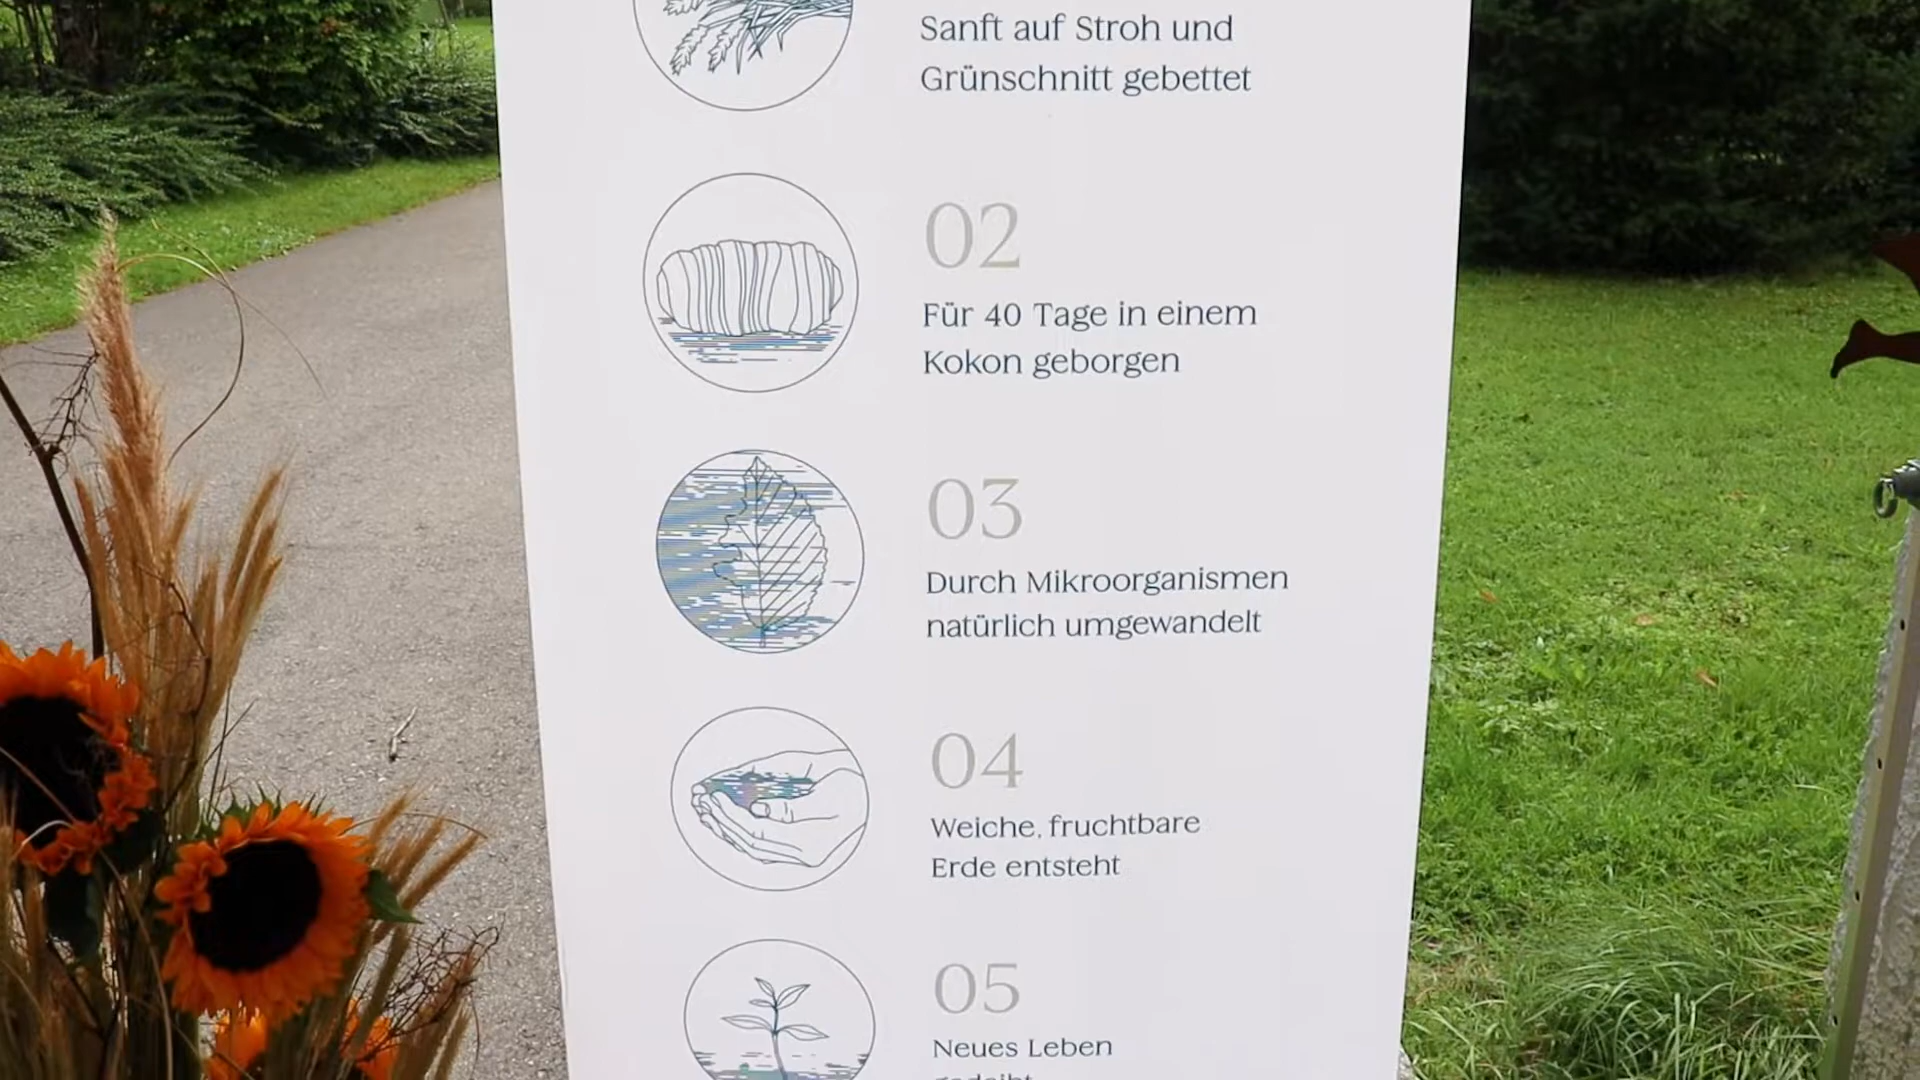 Sanft auf Stroh und
Grünschnitt gebettet
02
Für 40 Tage in einem
Kokon geborgen
03
Durch Mikroorganismen
natürlich umgewandelt
04
Weiche, fruchtbare
Erde entsteht
05
Neues Leben